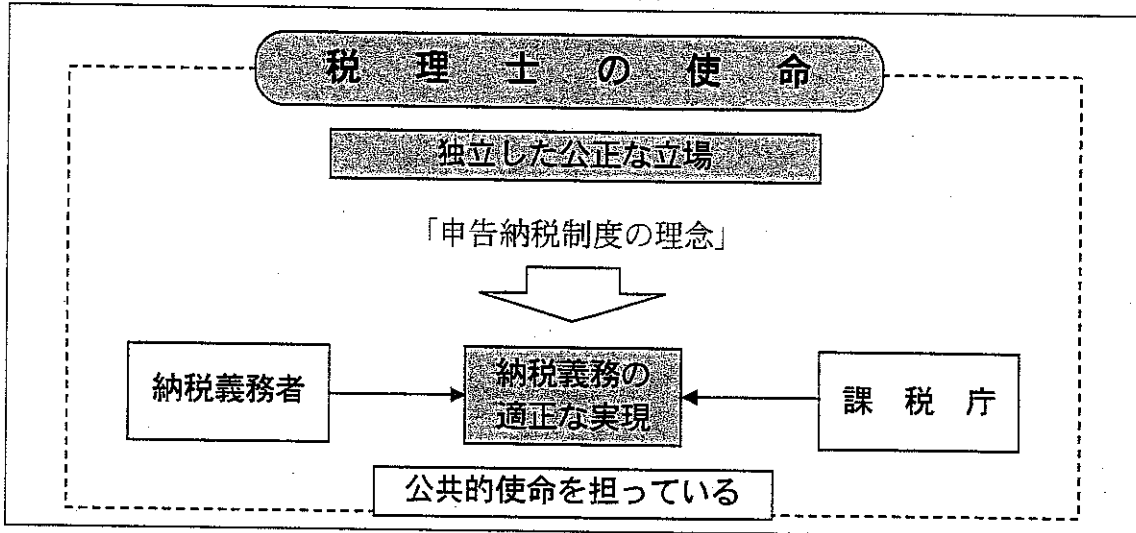 税理士の使命
独立した公正な立場
「申告納税制度の理念」
納税義務者
納税義務の
適正な実現
課税庁
公共的使命を担っている